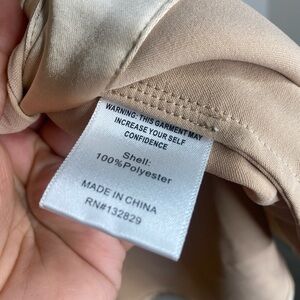 WARNING: THIS GARMENT MAY
INCREASE YOUR SELF
CONFIDENCE
Shell:
100%Polyester
MADE IN CHINA
RN#132829